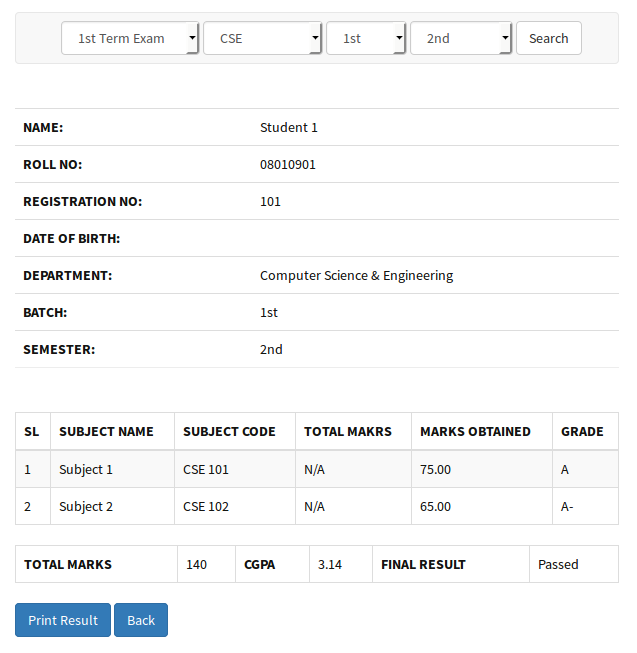 1st Term Exam CSE 1st 2nd Search
NAME: Student 1
ROLL NO: 08010901
REGISTRATION NO: 101
DATE OF BIRTH:
DEPARTMENT: Computer Science & Engineering
BATCH: 1st
SEMESTER: 2nd
SL SUBJECT NAME SUBJECT CODE TOTAL MAKRS MARKS OBTAINED GRADE
1 Subject 1 CSE 101 N/A 75.00 A
2 Subject 2 CSE 102 N/A 65.00 A-
TOTAL MARKS 140 CGPA 3.14 FINAL RESULT Passed
Print Result Back